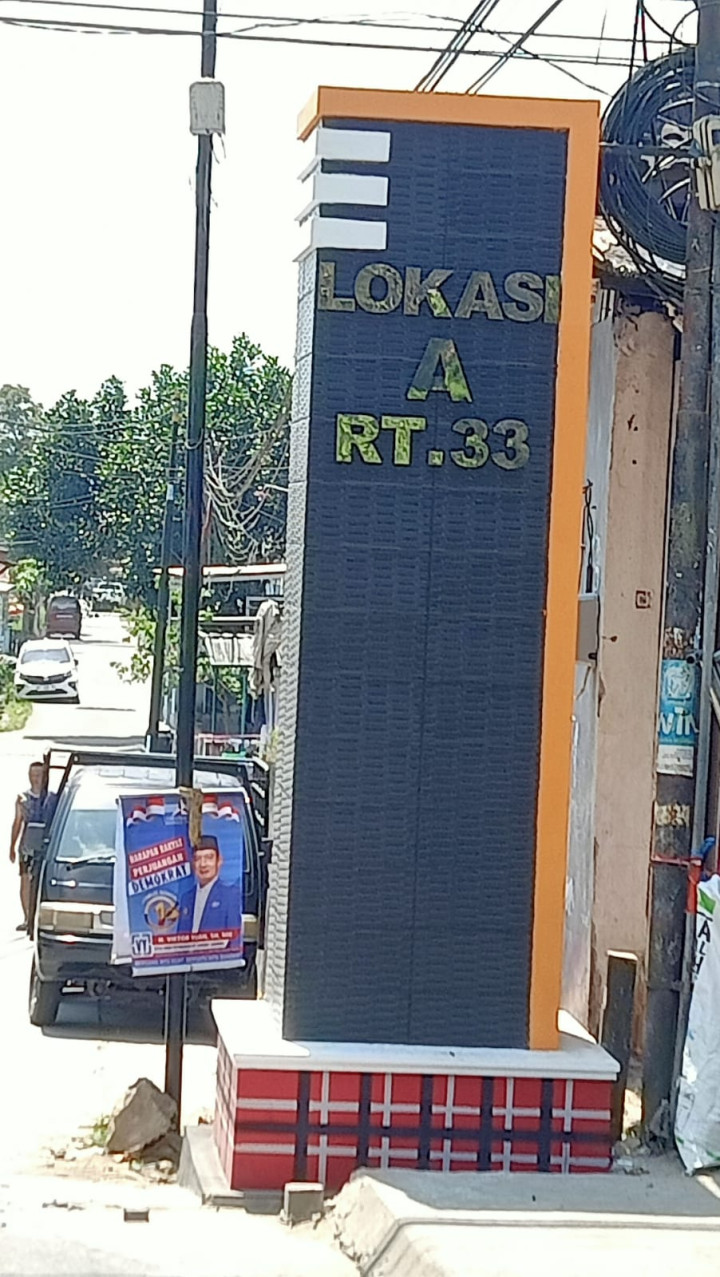 LOKASI
A
RT.33
HARAPAN RAKYAT
PERJUANGAN
DEMOKRAT